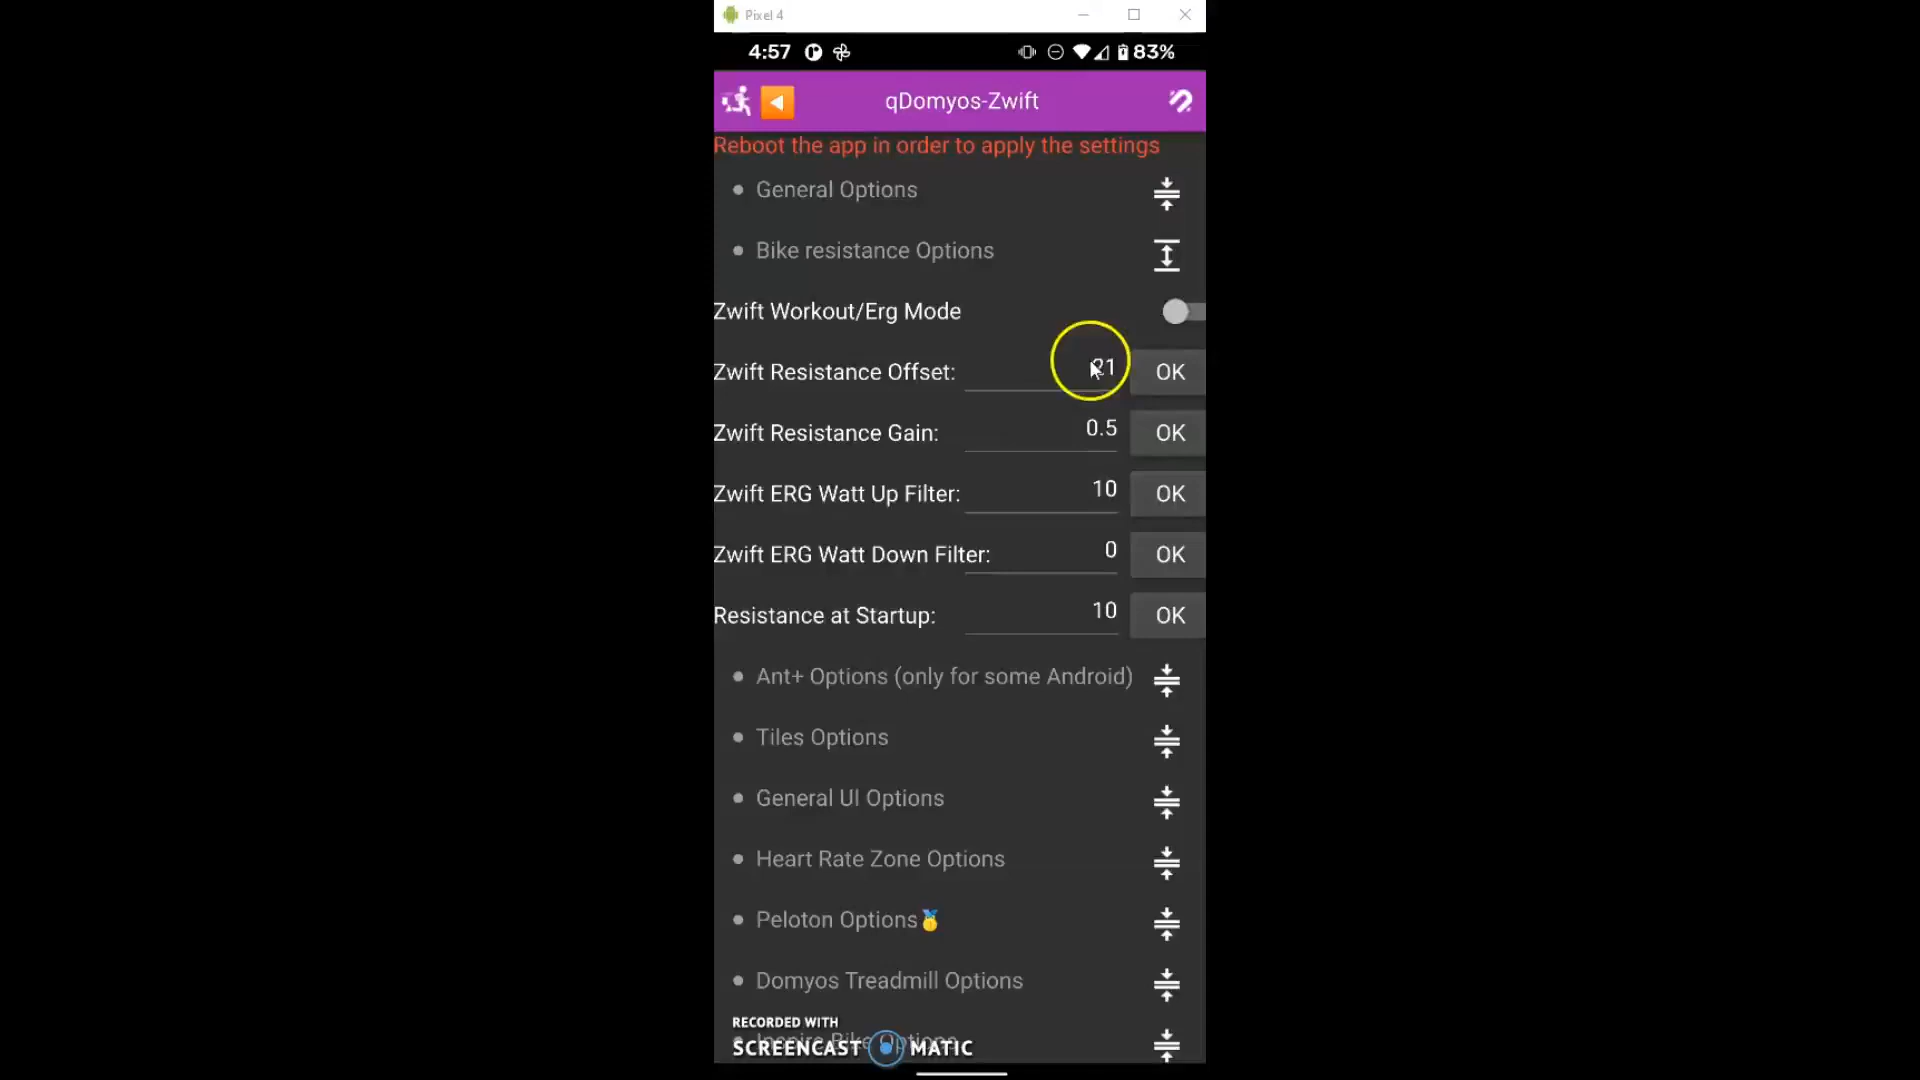 Pixel 4
4:57 83%
qDomyos-Zwift
Reboot the app in order to apply the settings
• General Options
• Bike resistance Options
Zwift Workout/Erg Mode
Zwift Resistance Offset: 21 OK
Zwift Resistance Gain: 0.5 OK
Zwift ERG Watt Up Filter: 10 OK
Zwift ERG Watt Down Filter: 0 OK
Resistance at Startup: 10 OK
• Ant+ Options (only for some Android)
• Tiles Options
• General UI Options
• Heart Rate Zone Options
• Peloton Options🥇
• Domyos Treadmill Options
RECORDED WITH
• Inspire Bike Options
SCREENCAST MATIC